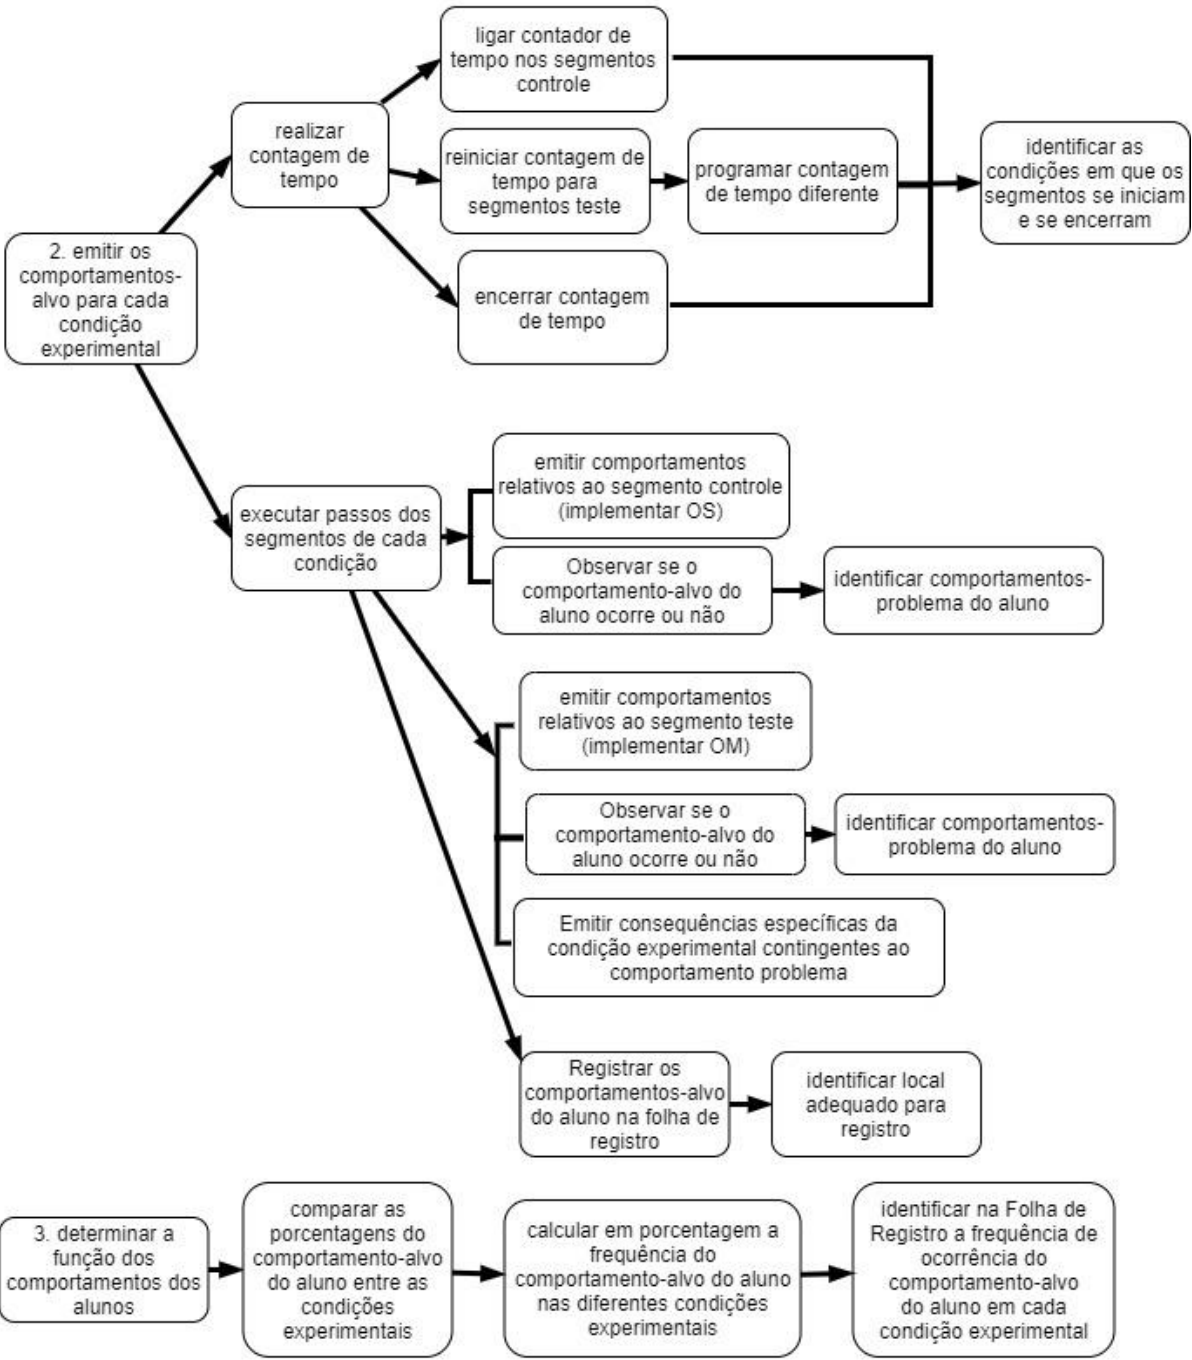 ligar contador de
tempo nos segmentos
controle
realizar
contagem de
tempo
reiniciar contagem de
tempo para
segmentos teste
programar contagem
de tempo diferente
identificar as
condições em que os
segmentos se iniciam
e se encerram
2. emitir os
comportamentos-
alvo para cada
condição
experimental
encerrar contagem
de tempo
executar passos dos
segmentos de cada
condição
emitir comportamentos
relativos ao segmento controle
(implementar OS)
Observar se o
comportamento-alvo do
aluno ocorre ou não
identificar comportamentos-
problema do aluno
emitir comportamentos
relativos ao segmento teste
(implementar OM)
Observar se o
comportamento-alvo do
aluno ocorre ou não
identificar comportamentos-
problema do aluno
Emitir consequências específicas da
condição experimental contingentes ao
comportamento problema
Registrar os
comportamentos-alvo
do aluno na folha de
registro
identificar local
adequado para
registro
3. determinar a
função dos
comportamentos dos
alunos
comparar as
porcentagens do
comportamento-alvo
do aluno entre as
condições
experimentais
calcular em porcentagem a
frequência do
comportamento-alvo do aluno
nas diferentes condições
experimentais
identificar na Folha de
Registro a frequência de
ocorrência do
comportamento-alvo
do aluno em cada
condição experimental